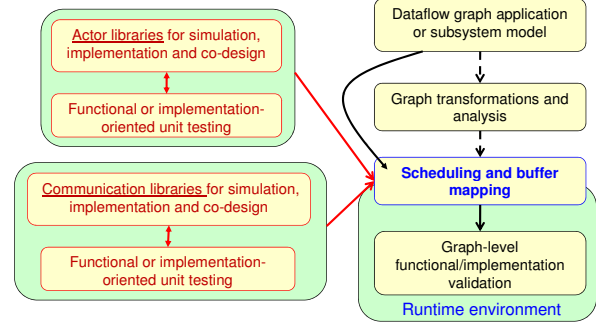 Actor libraries for simulation,
implementation and co-design
Functional or implementation-
oriented unit testing
Communication libraries for simulation,
implementation and co-design
Functional or implementation-
oriented unit testing
Dataflow graph application
or subsystem model
Graph transformations and
analysis
Scheduling and buffer
mapping
Graph-level
functional/implementation
validation
Runtime environment